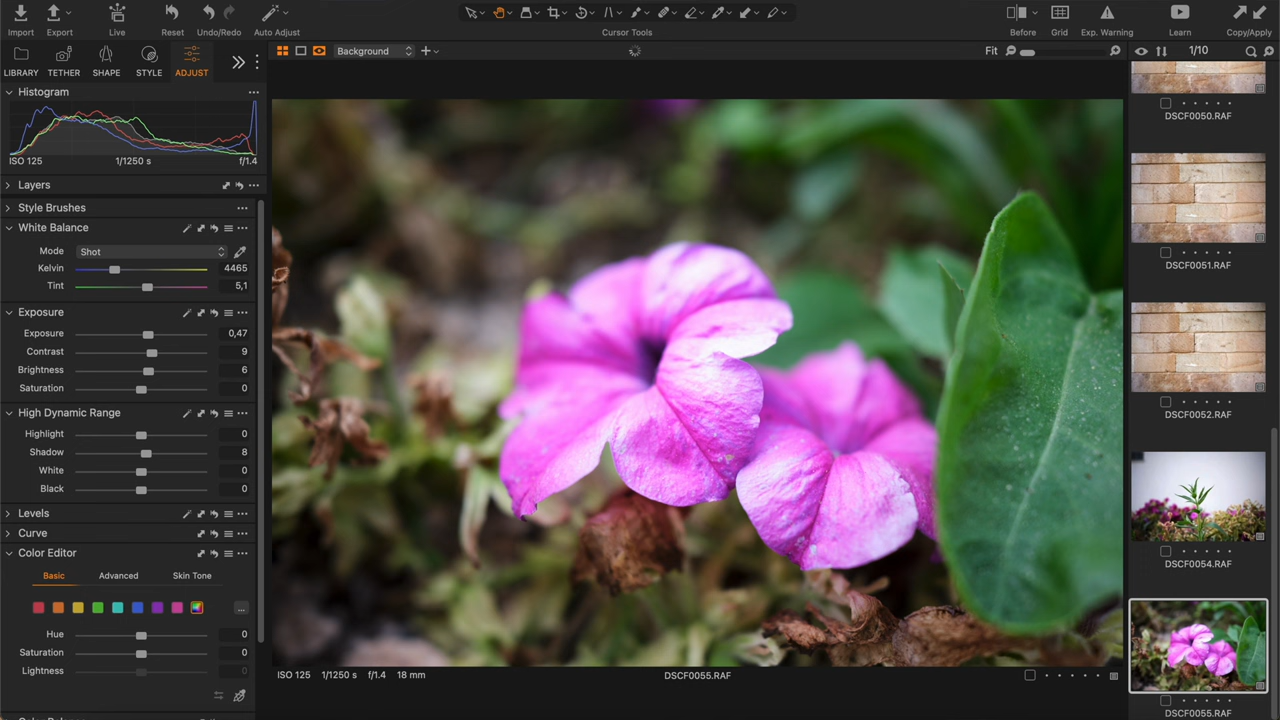 Import
Export
Live
Reset
Undo/Redo
Auto Adjust
Cursor Tools
Before
Grid
Exp. Warning
Learn
Copy/Apply
LIBRARY
TETHER
SHAPE
STYLE
ADJUST
Background
Fit
1/10
Histogram
ISO 125
1/1250 s
f/1.4
Layers
Style Brushes
White Balance
Mode Shot
Kelvin 4465
Tint 5,1
Exposure
Exposure 0,47
Contrast 9
Brightness 6
Saturation 0
High Dynamic Range
Highlight 0
Shadow 8
White 0
Black 0
Levels
Curve
Color Editor
Basic
Advanced
Skin Tone
Hue 0
Saturation 0
Lightness 0
ISO 125 1/1250 s f/1.4 18 mm
DSCF0055.RAF
DSCF0050.RAF
DSCF0051.RAF
DSCF0052.RAF
DSCF0054.RAF
DSCF0055.RAF